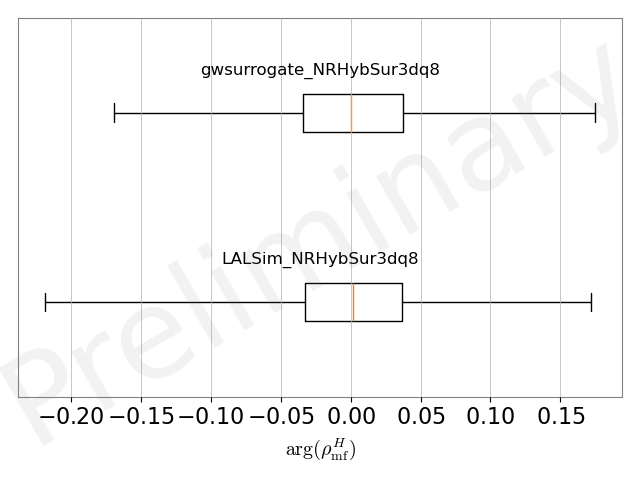 gwsurrogate_NRHybSur3dq8
LALSim_NRHybSur3dq8
Preliminary
−0.20 −0.15 −0.10 −0.05 0.00 0.05 0.10 0.15
arg(ρ_mf^H)